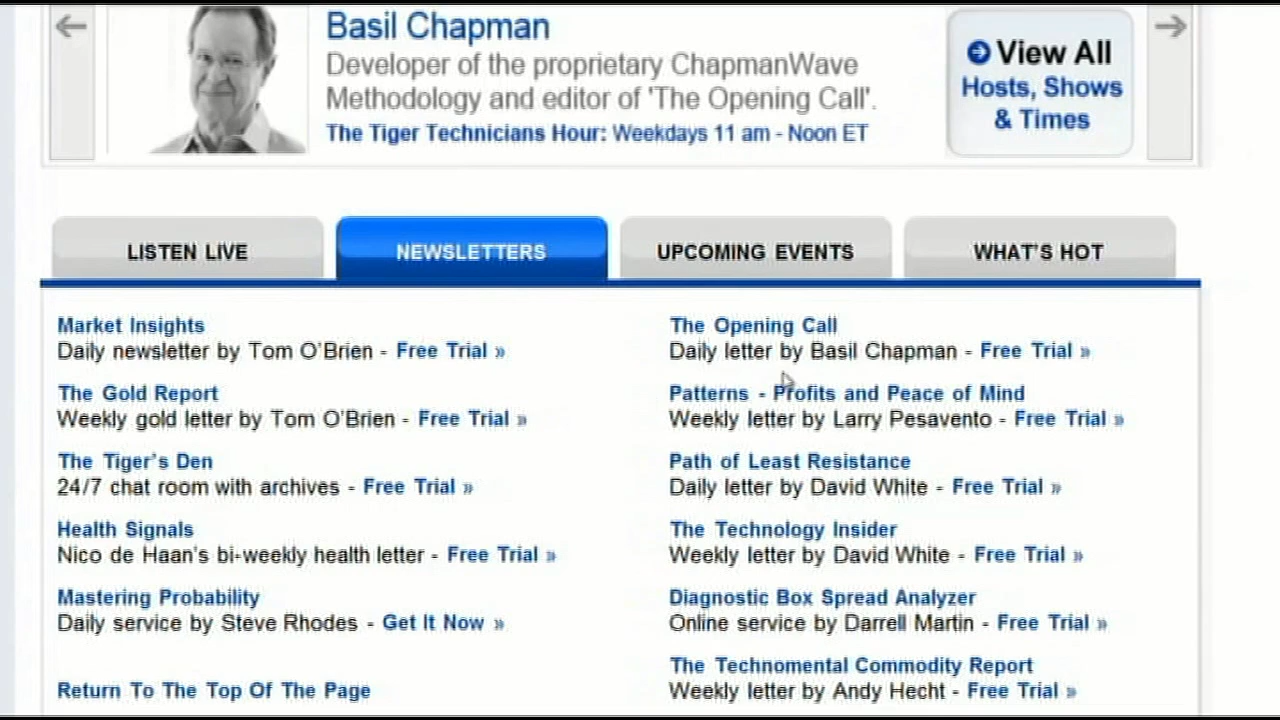 Basil Chapman
Developer of the proprietary ChapmanWave
Methodology and editor of 'The Opening Call'.
The Tiger Technicians Hour: Weekdays 11 am - Noon ET
View All
Hosts, Shows
& Times
LISTEN LIVE
NEWSLETTERS
UPCOMING EVENTS
WHAT'S HOT
Market Insights
Daily newsletter by Tom O'Brien - Free Trial »
The Gold Report
Weekly gold letter by Tom O'Brien - Free Trial »
The Tiger's Den
24/7 chat room with archives - Free Trial »
Health Signals
Nico de Haan's bi-weekly health letter - Free Trial »
Mastering Probability
Daily service by Steve Rhodes - Get It Now »
Return To The Top Of The Page
The Opening Call
Daily letter by Basil Chapman - Free Trial »
Patterns - Profits and Peace of Mind
Weekly letter by Larry Pesavento - Free Trial »
Path of Least Resistance
Daily letter by David White - Free Trial »
The Technology Insider
Weekly letter by David White - Free Trial »
Diagnostic Box Spread Analyzer
Online service by Darrell Martin - Free Trial »
The Technomental Commodity Report
Weekly letter by Andy Hecht - Free Trial »